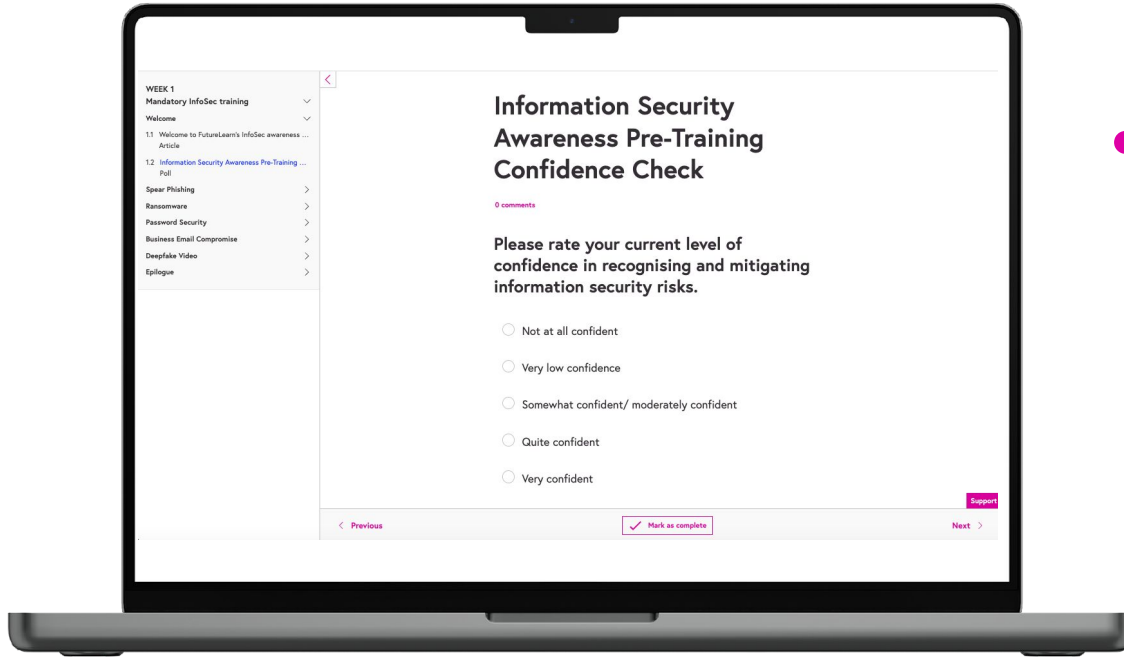 WEEK 1
Mandatory InfoSec training
Welcome
1.1 Welcome to FutureLearn's InfoSec awareness ...
Article
1.2 Information Security Awareness Pre-Training ...
Poll
Spear Phishing
Ransomware
Password Security
Business Email Compromise
Deepfake Video
Epilogue
Information Security
Awareness Pre-Training
Confidence Check
0 comments
Please rate your current level of
confidence in recognising and mitigating
information security risks.
Not at all confident
Very low confidence
Somewhat confident/ moderately confident
Quite confident
Very confident
Support
Previous
Mark as complete
Next